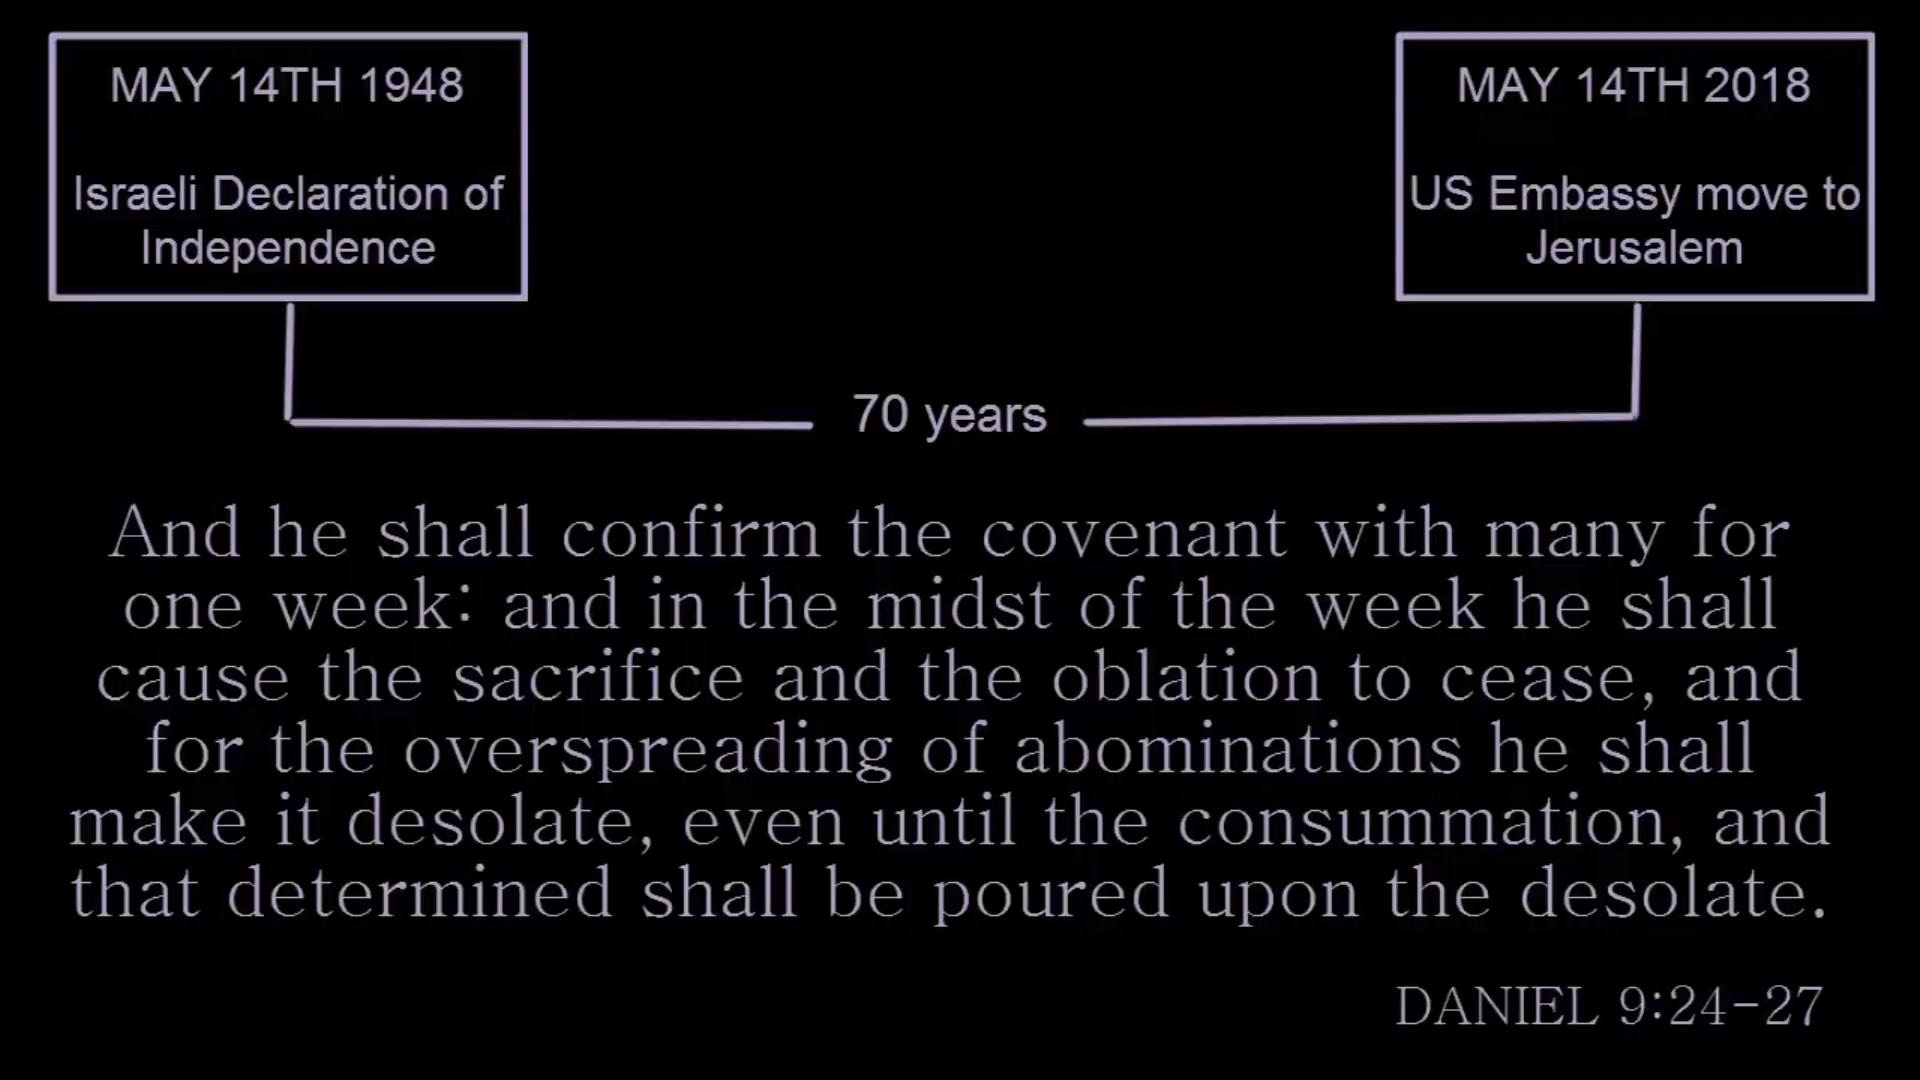 MAY 14TH 1948
Israeli Declaration of
Independence
MAY 14TH 2018
US Embassy move to
Jerusalem
70 years
And he shall confirm the covenant with many for
one week: and in the midst of the week he shall
cause the sacrifice and the oblation to cease, and
for the overspreading of abominations he shall
make it desolate, even until the consummation, and
that determined shall be poured upon the desolate.
DANIEL 9:24-27